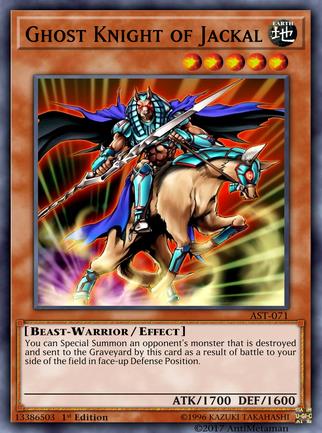 Ghost Knight of Jackal
EARTH
地
AST-071
[Beast-Warrior / Effect]
You can Special Summon an opponent's monster that is destroyed
and sent to the Graveyard by this card as a result of battle to your
side of the field in face-up Defense Position.
ATK/1700 DEF/1600
13386503 1st Edition ©1996 KAZUKI TAKAHASHI
©2017 AntiMetaman